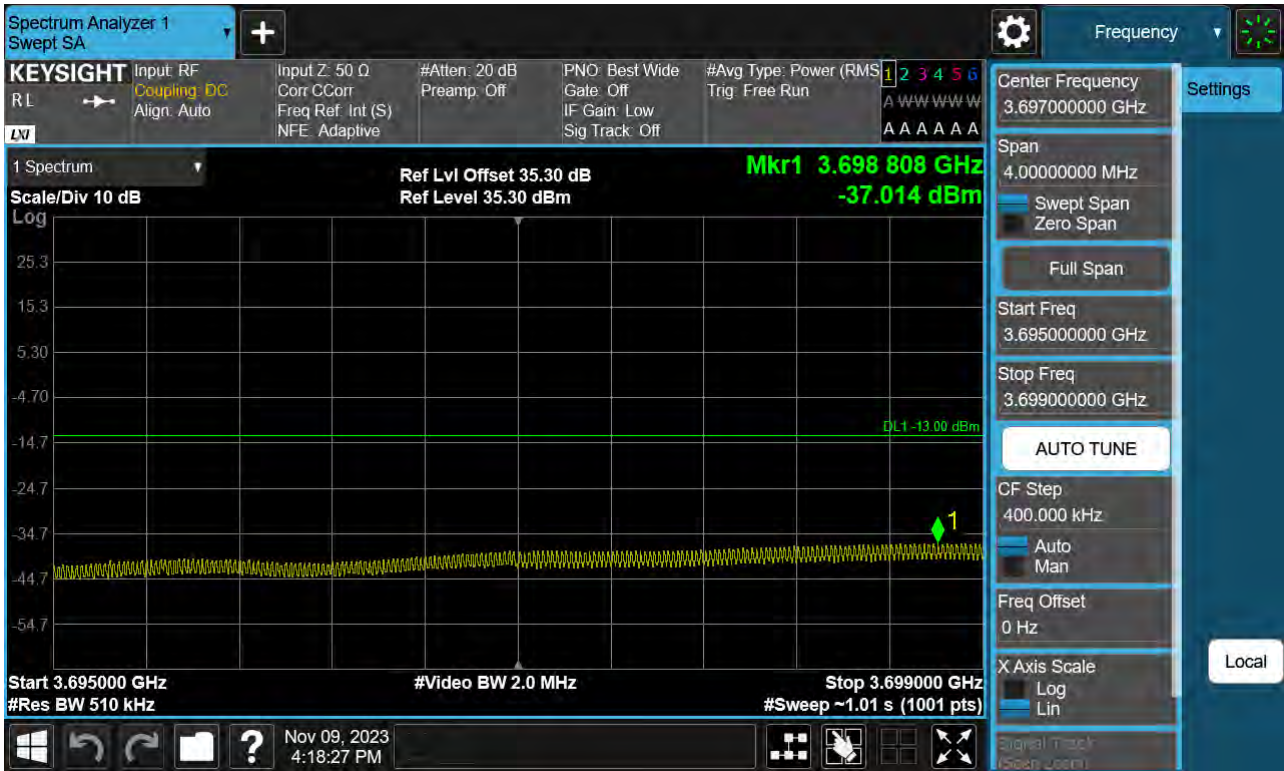 Spectrum Analyzer 1
Swept SA
Frequency
KEYSIGHT
RL
LXI
Input: RF
Coupling: DC
Align: Auto
Input Z: 50 Ω
Corr CCorr
Freq Ref: Int (S)
NFE: Adaptive
#Atten: 20 dB
Preamp: Off
PNO: Best Wide
Gate: Off
IF Gain: Low
Sig Track: Off
#Avg Type: Power (RMS
Trig: Free Run
1 2 3 4 5 6
A W W W W W
A A A A A A
1 Spectrum
Scale/Div 10 dB
Log
Ref Lvl Offset 35.30 dB
Ref Level 35.30 dBm
Mkr1 3.698 808 GHz
-37.014 dBm
25.3
15.3
5.30
-4.70
DL1 -13.00 dBm
-14.7
-24.7
1
-34.7
-44.7
-54.7
Start 3.695000 GHz
#Res BW 510 kHz
#Video BW 2.0 MHz
Stop 3.699000 GHz
#Sweep ~1.01 s (1001 pts)
Nov 09, 2023
4:18:27 PM
Center Frequency
3.697000000 GHz
Span
4.00000000 MHz
Swept Span
Zero Span
Full Span
Start Freq
3.695000000 GHz
Stop Freq
3.699000000 GHz
AUTO TUNE
CF Step
400.000 kHz
Auto
Man
Freq Offset
0 Hz
X Axis Scale
Log
Lin
Signal Track
(Span Zoom)
Settings
Local